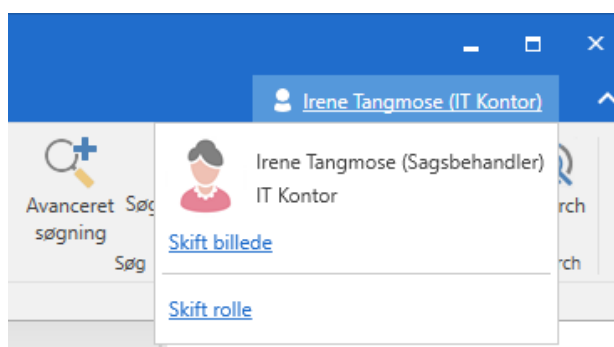 Irene Tangmose (IT Kontor)
Avanceret
søgning
Søg
Irene Tangmose (Sagsbehandler)
IT Kontor
Skift billede
Skift rolle